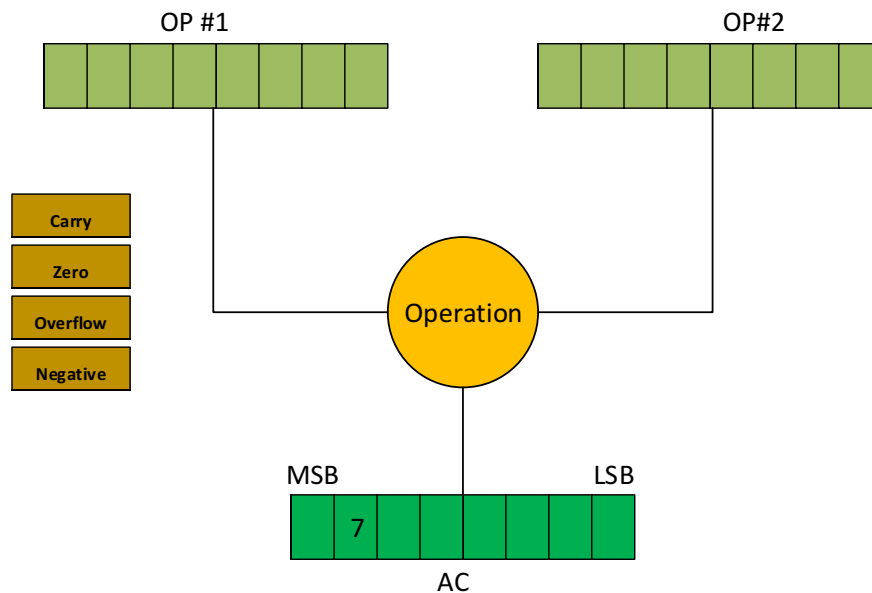 OP #1
OP#2
Carry
Zero
Overflow
Negative
Operation
MSB
LSB
7
AC